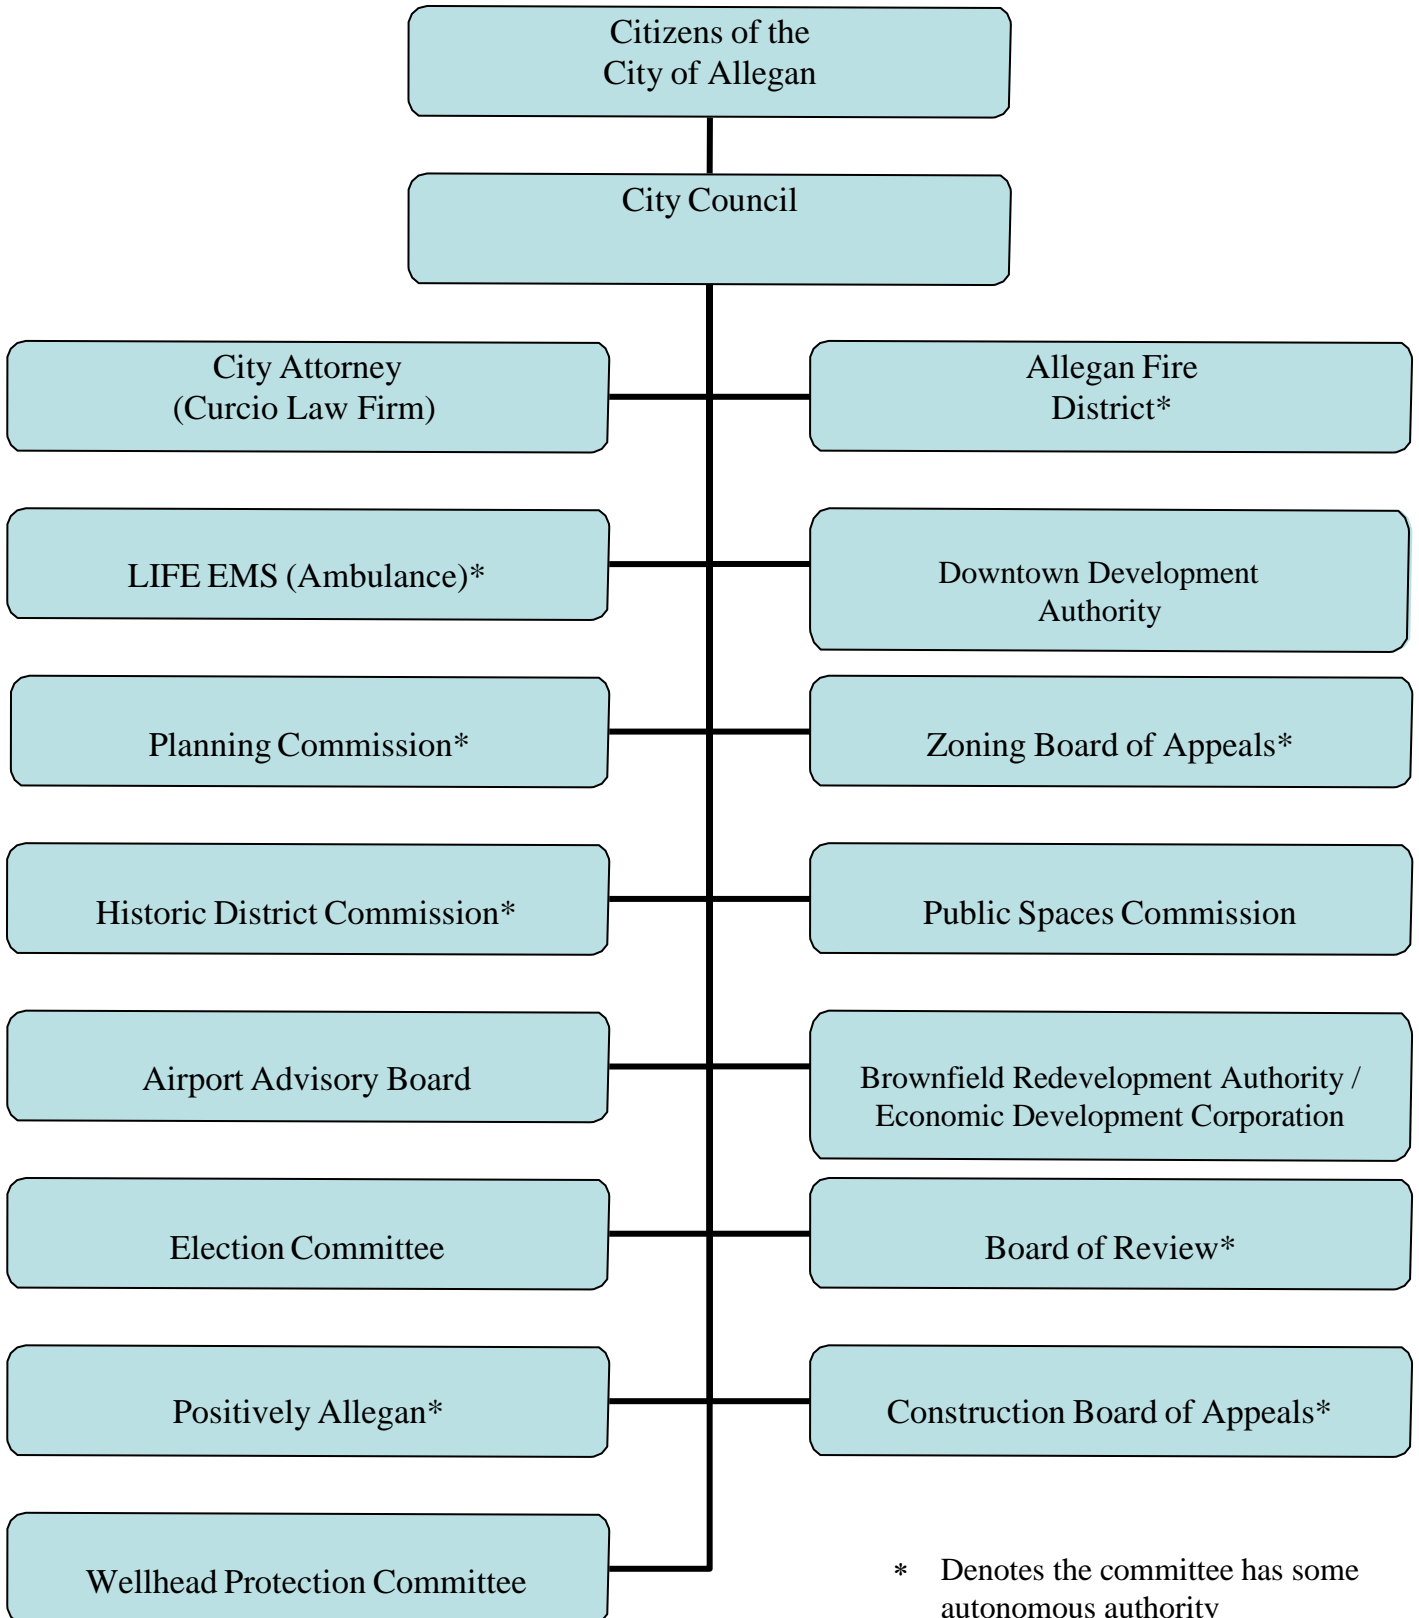 Citizens of the
City of Allegan
City Council
City Attorney
(Curcio Law Firm)
Allegan Fire
District*
LIFE EMS (Ambulance)*
Downtown Development
Authority
Planning Commission*
Zoning Board of Appeals*
Historic District Commission*
Public Spaces Commission
Airport Advisory Board
Brownfield Redevelopment Authority /
Economic Development Corporation
Election Committee
Board of Review*
Positively Allegan*
Construction Board of Appeals*
Wellhead Protection Committee
* Denotes the committee has some
autonomous authority